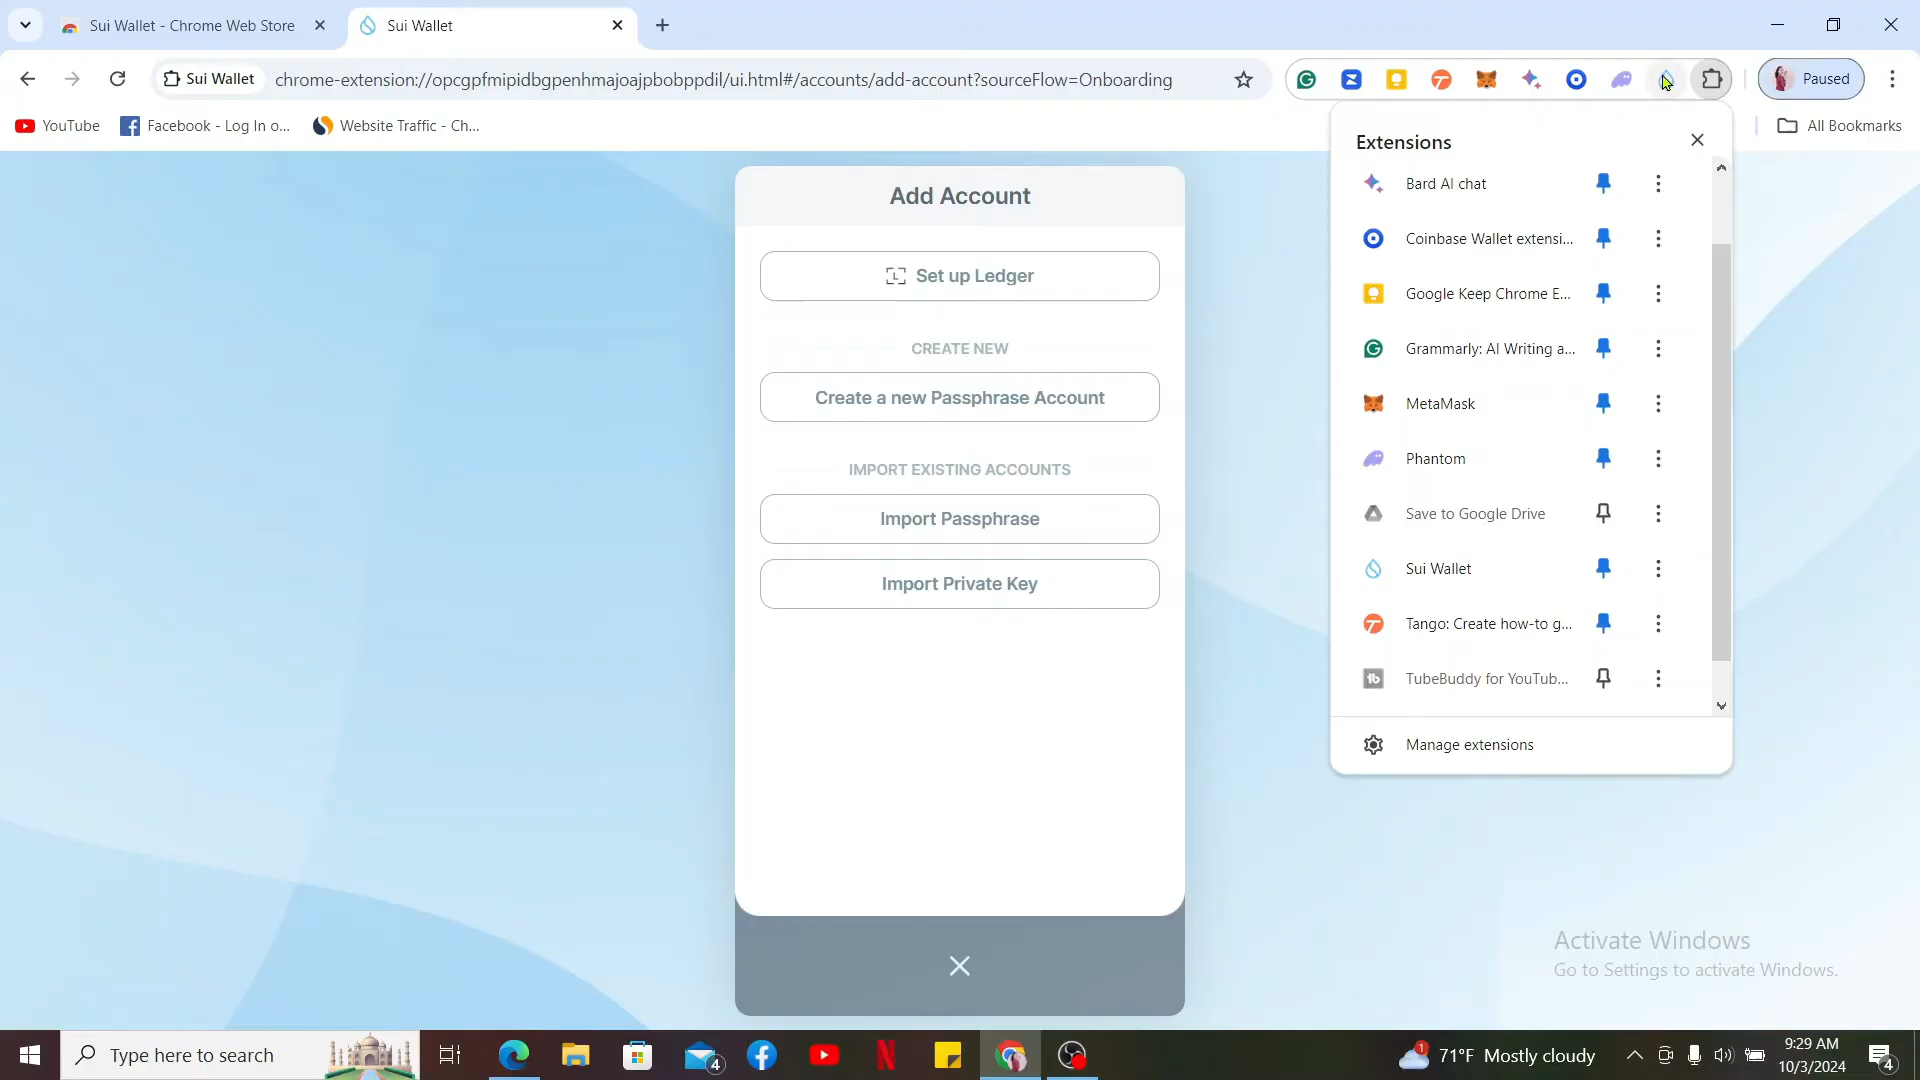 Sui Wallet - Chrome Web Store
Sui Wallet
Sui Wallet
chrome-extension://opcgpfmipidbgpenhmajoajpbobppdil/ui.html#/accounts/add-account?sourceFlow=Onboarding
Paused
YouTube
Facebook - Log In o...
Website Traffic - Ch...
All Bookmarks
Add Account
Set up Ledger
CREATE NEW
Create a new Passphrase Account
IMPORT EXISTING ACCOUNTS
Import Passphrase
Import Private Key
Extensions
Bard AI chat
Coinbase Wallet extensi...
Google Keep Chrome E...
Grammarly: AI Writing a...
MetaMask
Phantom
Save to Google Drive
Sui Wallet
Tango: Create how-to g...
TubeBuddy for YouTub...
Manage extensions
Activate Windows
Go to Settings to activate Windows.
Type here to search
4
1
71°F Mostly cloudy
9:29 AM
10/3/2024
4